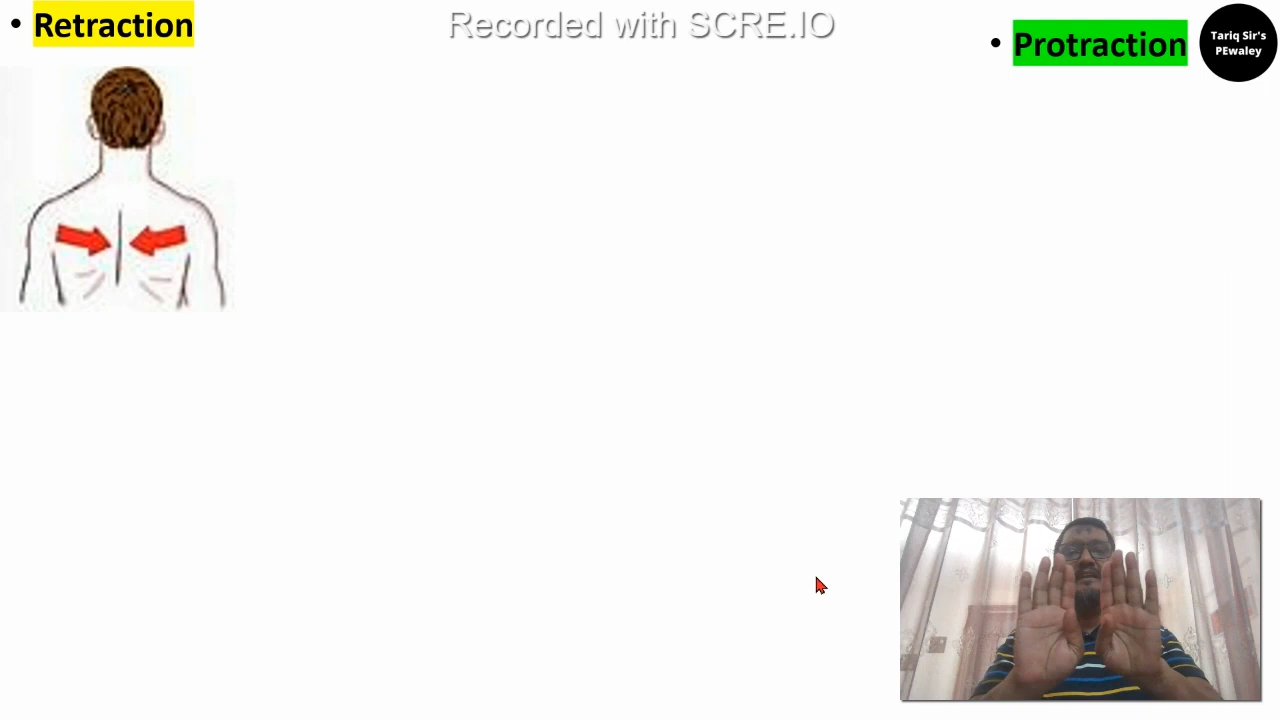 • Retraction
Recorded with SCRE.IO
• Protraction
Tariq Sir's
PEwaley